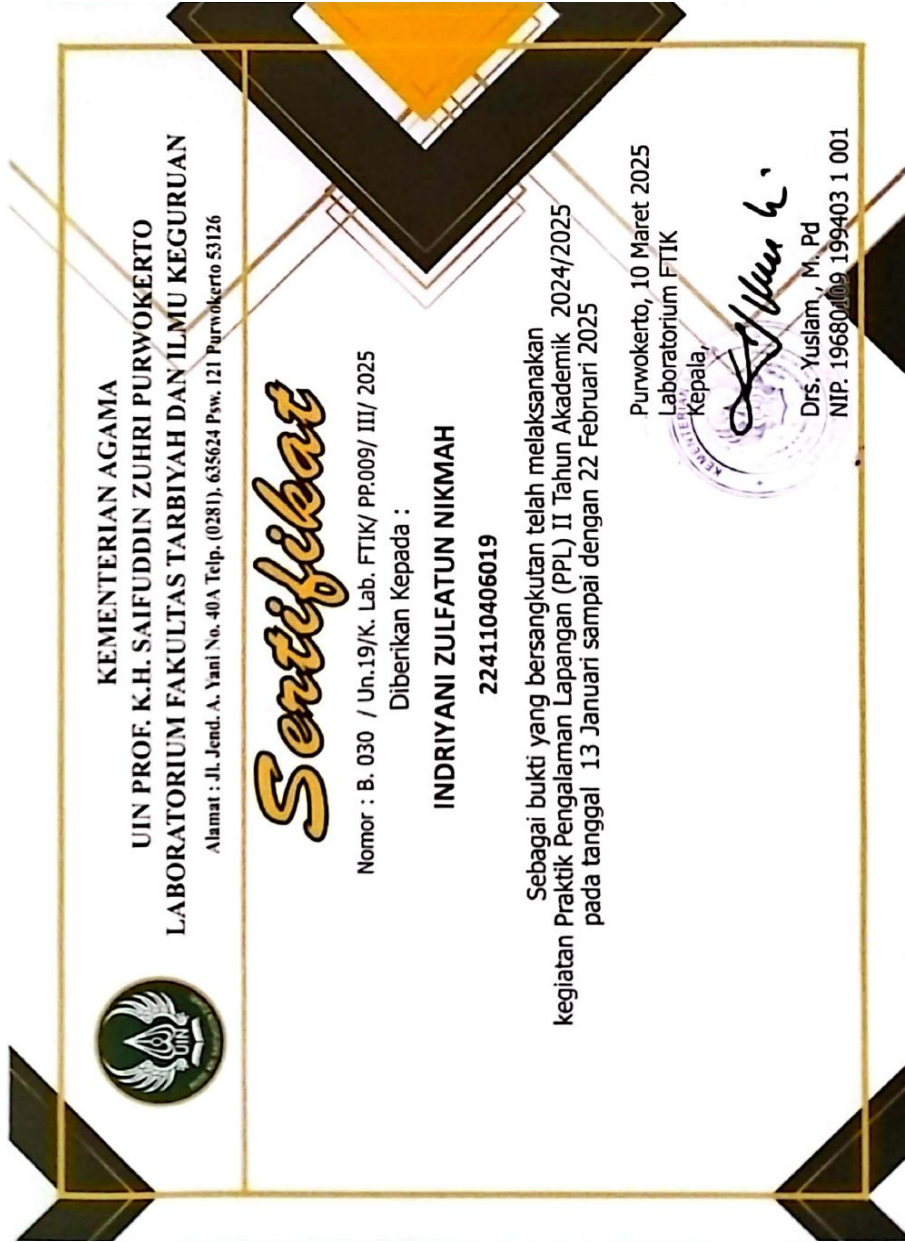 KEMENTERIAN AGAMA
UIN PROF. K.H. SAIFUDDIN ZUHRI PURWOKERTO
LABORATORIUM FAKULTAS TARBIYAH DAN ILMU KEGURUAN
Alamat : Jl. Jend. A. Yani No. 40A Telp. (0281), 635624 Psw. 121 Purwokerto 53126
UIN
Sertifikat
Nomor : B. 030 / Un.19/K. Lab. FTIK/ PP.009/ III/ 2025
Diberikan Kepada :
INDRIYANI ZULFATUN NIKMAH
224110406019
Sebagai bukti yang bersangkutan telah melaksanakan
kegiatan Praktik Pengalaman Lapangan (PPL) II Tahun Akademik 2024/2025
pada tanggal 13 Januari sampai dengan 22 Februari 2025
Purwokerto, 10 Maret 2025
Laboratorium FTIK
Kepala,
KEMENTERIAN
Drs. Yuslam , M. Pd
NIP. 19680109 199403 1 001